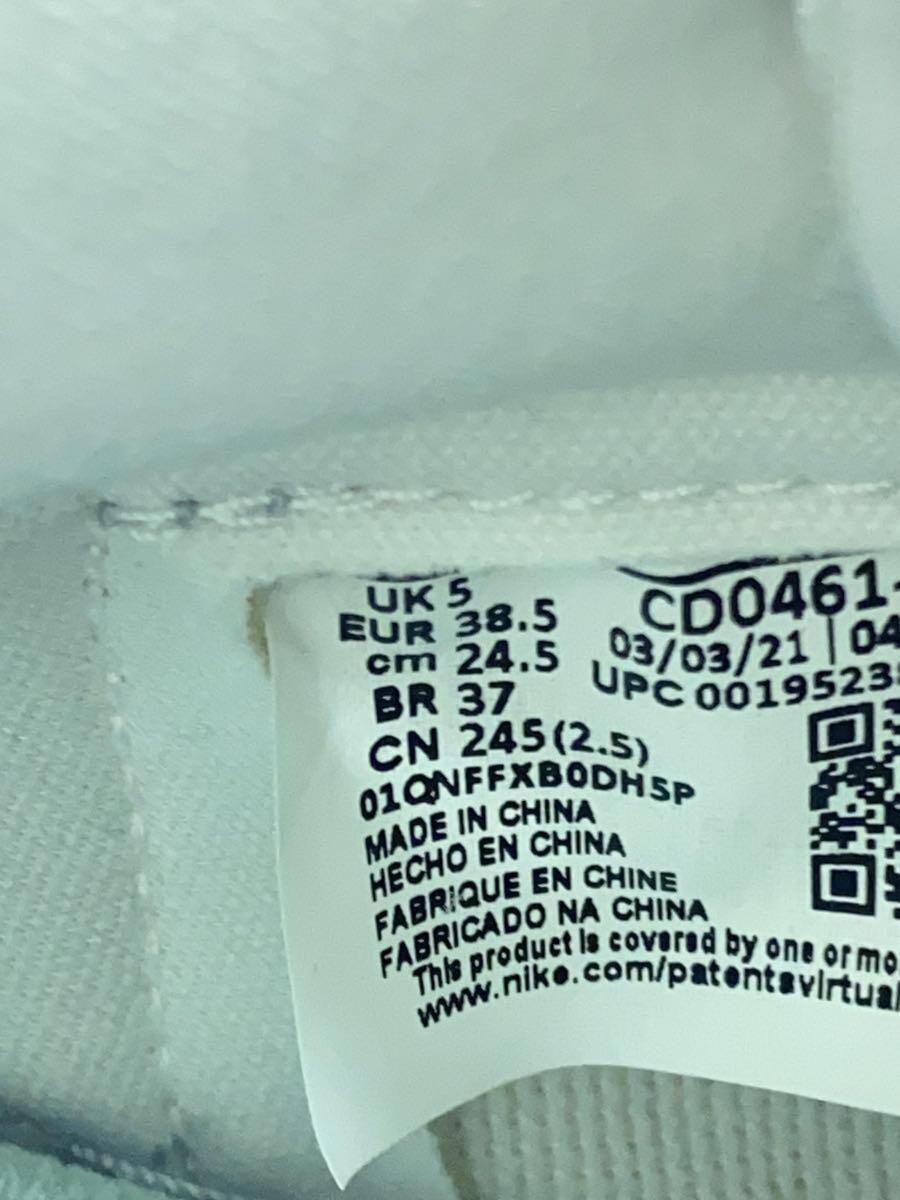 UK 5
EUR 38.5
cm 24.5
BR 37
CN 245(2.5)
01QNFFXB0DH5P
MADE IN CHINA
HECHO EN CHINA
FABRIQUE EN CHINE
FABRICADO NA CHINA
This product is covered by one or mo
www.nike.com/patentsvirtual
CD0461-
03/03/21 | 04
UPC 00195238